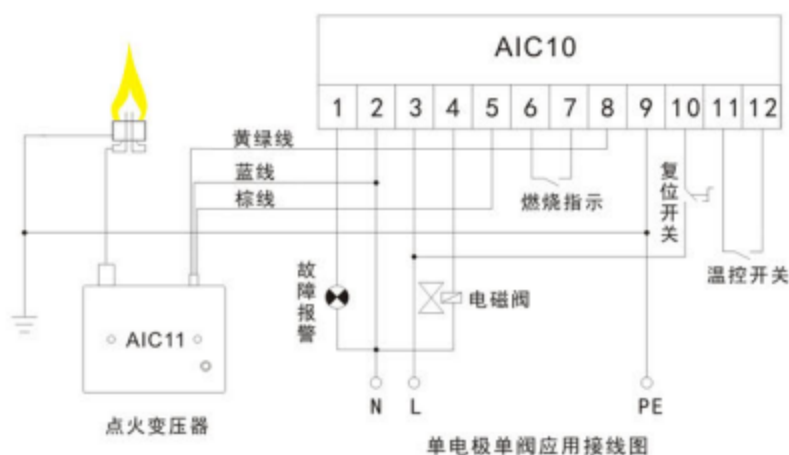 AIC10
1 2 3 4 5 6 7 8 9 10 11 12
黄绿线
蓝线
棕线
燃烧指示
复位开关
温控开关
故障报警
电磁阀
AIC11
N L PE
点火变压器
单电极单阀应用接线图